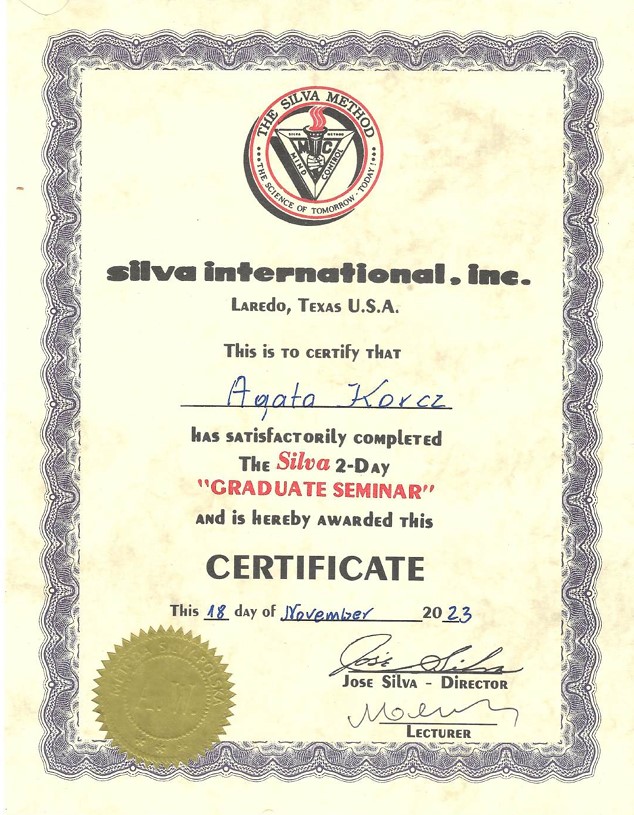 THE SILVA METHOD
SILVA METHOD
MC
MIND CONTROL
THE SCIENCE OF TOMORROW - TODAY!
silva international, inc.
Laredo, Texas U.S.A.
This is to certify that
Agata Korcz
has satisfactorily completed
The Silva 2-Day
"GRADUATE SEMINAR"
and is hereby awarded this
CERTIFICATE
This 18 day of November 2023
Jose Silva
Jose Silva - Director
Lecturer